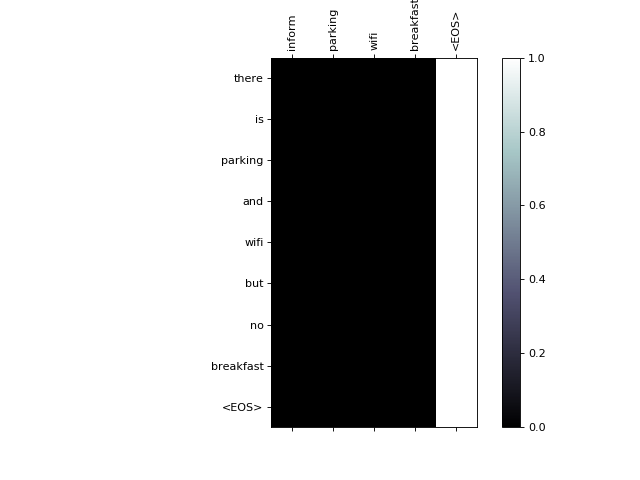 inform
parking
wifi
breakfast
<EOS>
there
is
parking
and
wifi
but
no
breakfast
<EOS>
1.0
0.8
0.6
0.4
0.2
0.0